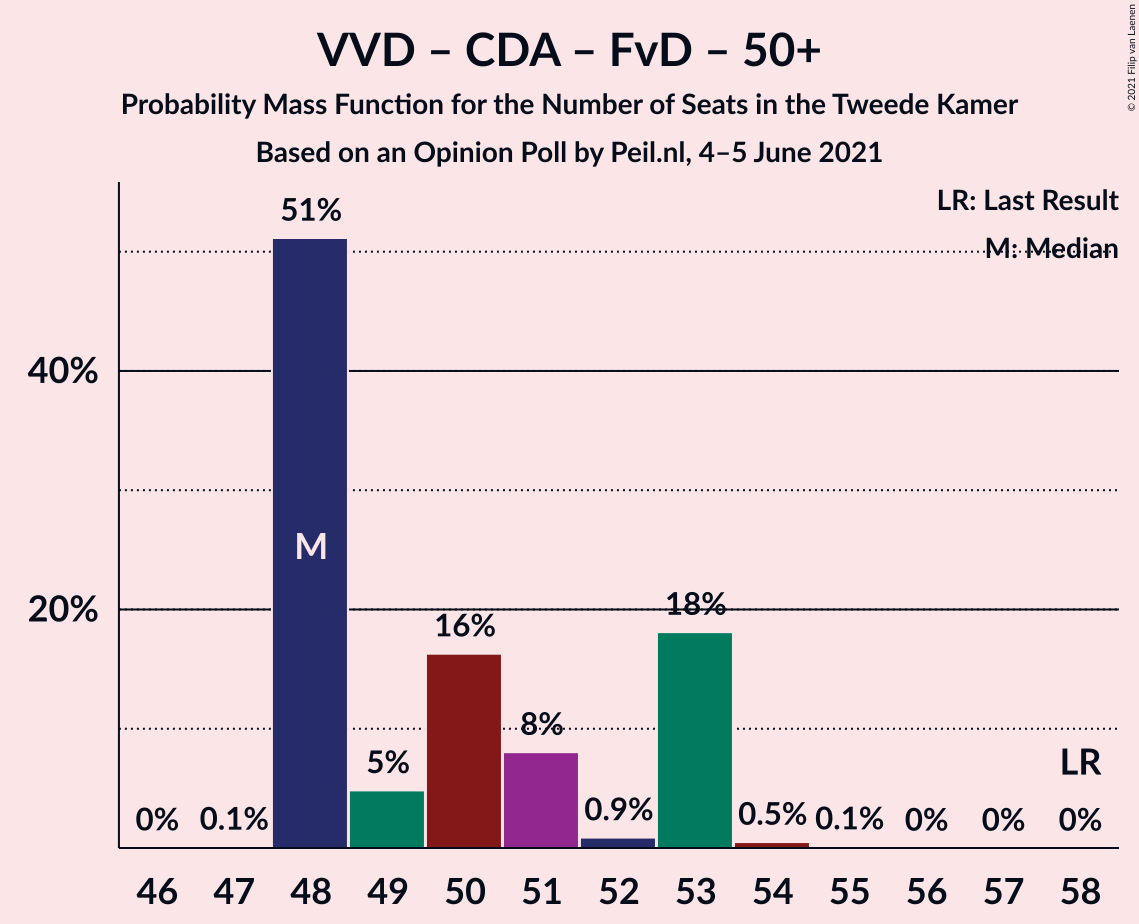 VVD – CDA – FvD – 50+
Probability Mass Function for the Number of Seats in the Tweede Kamer
Based on an Opinion Poll by Peil.nl, 4–5 June 2021
© 2021 Filip van Laenen
LR: Last Result
M: Median
51%
40%
M
20%
18%
16%
8%
5%
LR
0%
0.1%
0.9%
0.5%
0.1%
0%
0%
0%
46 47 48 49 50 51 52 53 54 55 56 57 58